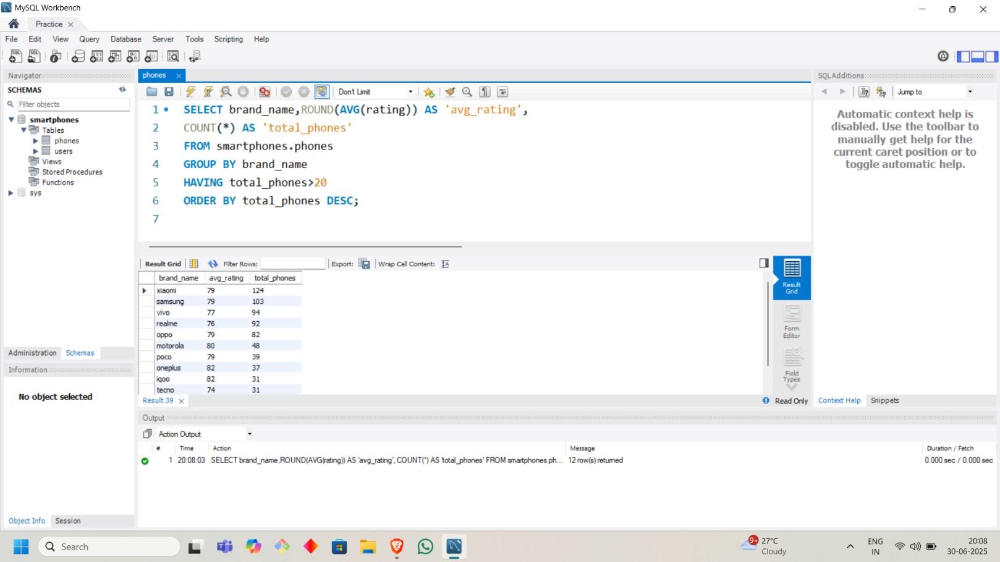 MySQL Workbench
Practice
File Edit View Query Database Server Tools Scripting Help
Navigator
SCHEMAS
Filter objects
smartphones
Tables
phones
users
Views
Stored Procedures
Functions
sys
Administration Schemas
Information
No object selected
Object Info Session
phones
Don't Limit
1 SELECT brand_name,ROUND(AVG(rating)) AS 'avg_rating',
2 COUNT(*) AS 'total_phones'
3 FROM smartphones.phones
4 GROUP BY brand_name
5 HAVING total_phones>20
6 ORDER BY total_phones DESC;
7
Result Grid Filter Rows: Export: Wrap Cell Content:
brand_name avg_rating total_phones
xiaomi 79 124
samsung 79 103
vivo 77 94
realme 76 92
oppo 79 82
motorola 80 48
poco 79 39
oneplus 82 37
iqoo 82 31
tecno 74 31
Result Grid
Form Editor
Field Types
Result 39
Read Only
SQLAdditions
Jump to
Automatic context help is
disabled. Use the toolbar to
manually get help for the
current caret position or to
toggle automatic help.
Context Help Snippets
Output
Action Output
# Time Action Message Duration / Fetch
1 20:08:03 SELECT brand_name,ROUND(AVG(rating)) AS 'avg_rating', COUNT(*) AS 'total_phones' FROM smartphones.ph... 12 row(s) returned 0.000 sec / 0.000 sec
Search
9+
27°C
Cloudy
ENG
IN
20:08
30-06-2025